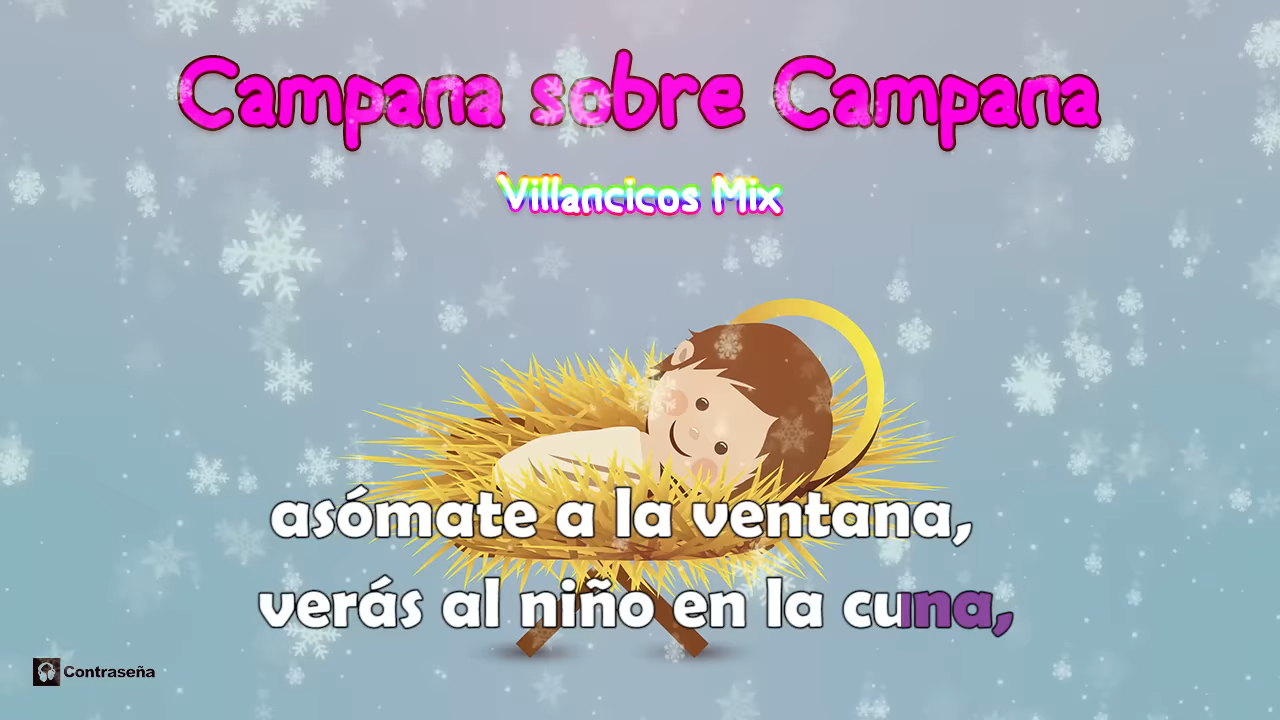 Campana sobre Campana
Villancicos Mix
asómate a la ventana,
verás al niño en la cuna,
Contraseña